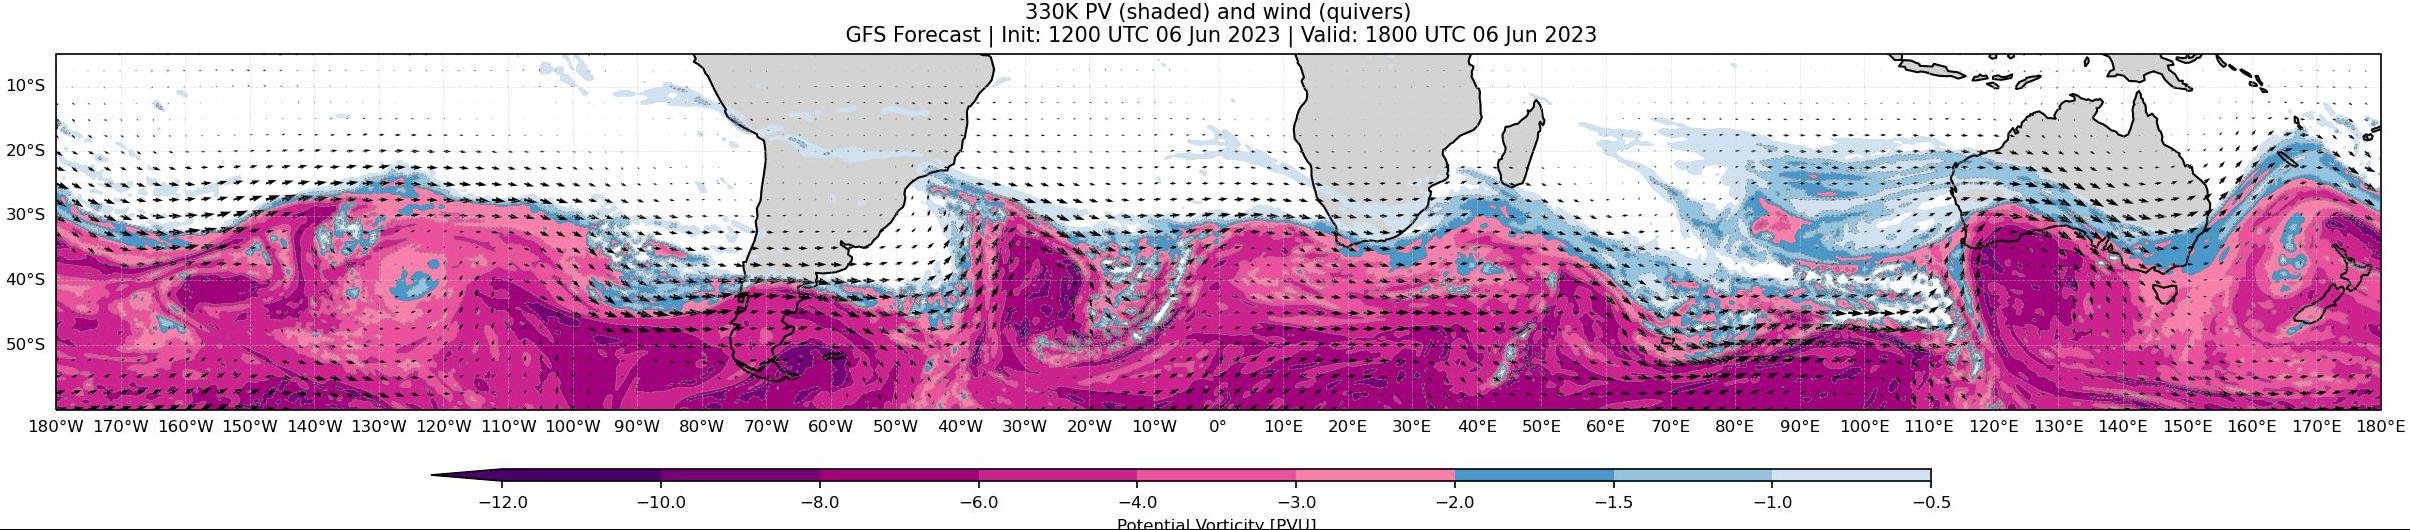 330K PV (shaded) and wind (quivers)
GFS Forecast | Init: 1200 UTC 06 Jun 2023 | Valid: 1800 UTC 06 Jun 2023
10°S
20°S
30°S
40°S
50°S
180°W 170°W 160°W 150°W 140°W 130°W 120°W 110°W 100°W 90°W 80°W 70°W 60°W 50°W 40°W 30°W 20°W 10°W 0° 10°E 20°E 30°E 40°E 50°E 60°E 70°E 80°E 90°E 100°E 110°E 120°E 130°E 140°E 150°E 160°E 170°E 180°E
−12.0 −10.0 −8.0 −6.0 −4.0 −3.0 −2.0 −1.5 −1.0 −0.5
Potential Vorticity [PVU]